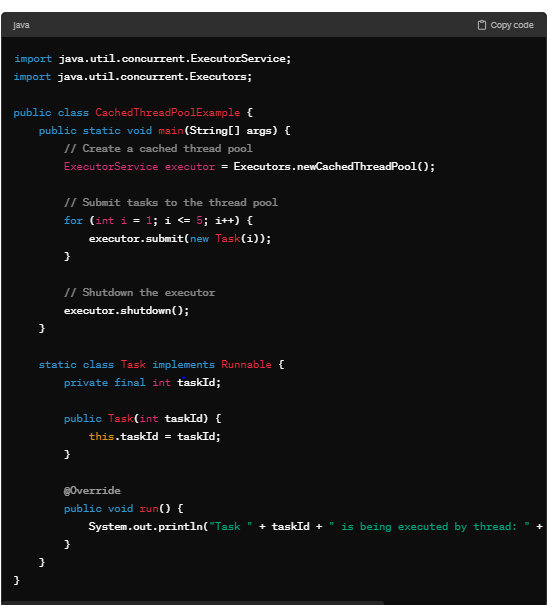 java
Copy code
import java.util.concurrent.ExecutorService;
import java.util.concurrent.Executors;
public class CachedThreadPoolExample {
public static void main(String[] args) {
// Create a cached thread pool
ExecutorService executor = Executors.newCachedThreadPool();
// Submit tasks to the thread pool
for (int i = 1; i <= 5; i++) {
executor.submit(new Task(i));
}
// Shutdown the executor
executor.shutdown();
}
static class Task implements Runnable {
private final int taskId;
public Task(int taskId) {
this.taskId = taskId;
}
@Override
public void run() {
System.out.println("Task " + taskId + " is being executed by thread: " +
}
}
}